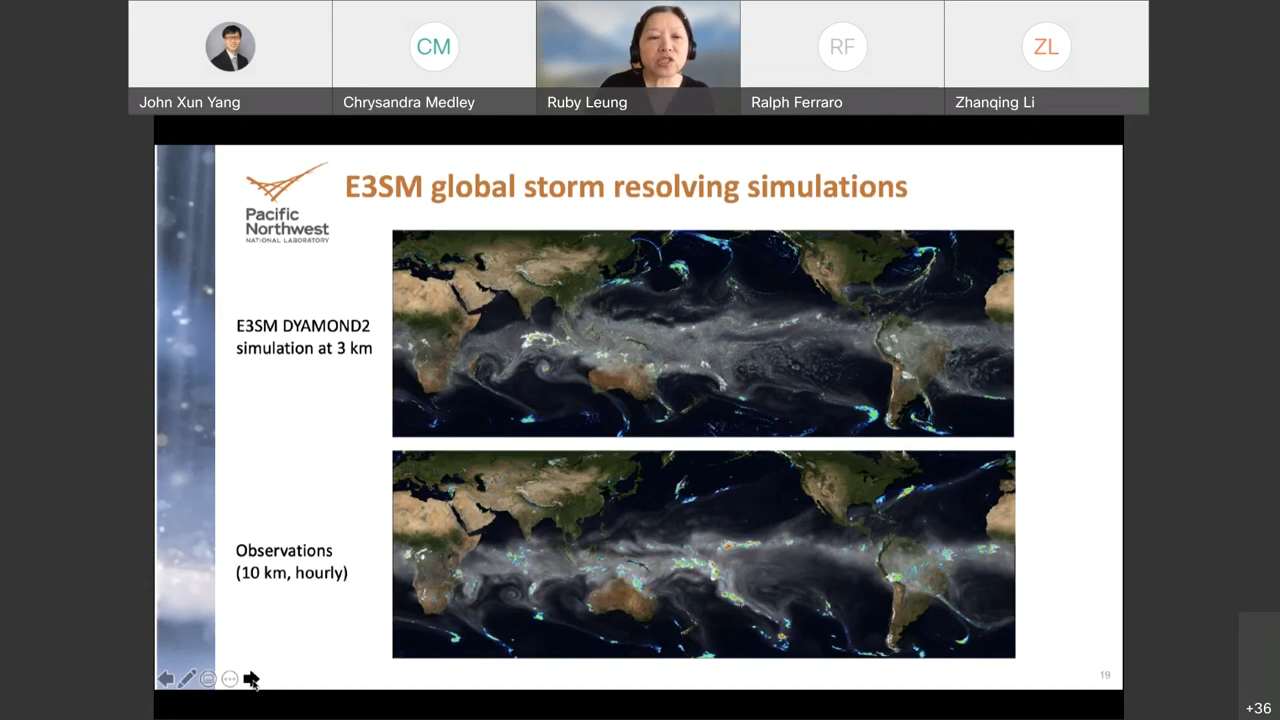 CM
RF
ZL
John Xun Yang
Chrysandra Medley
Ruby Leung
Ralph Ferraro
Zhanqing Li
Pacific
Northwest
NATIONAL LABORATORY
E3SM global storm resolving simulations
E3SM DYAMOND2
simulation at 3 km
Observations
(10 km, hourly)
19
+36